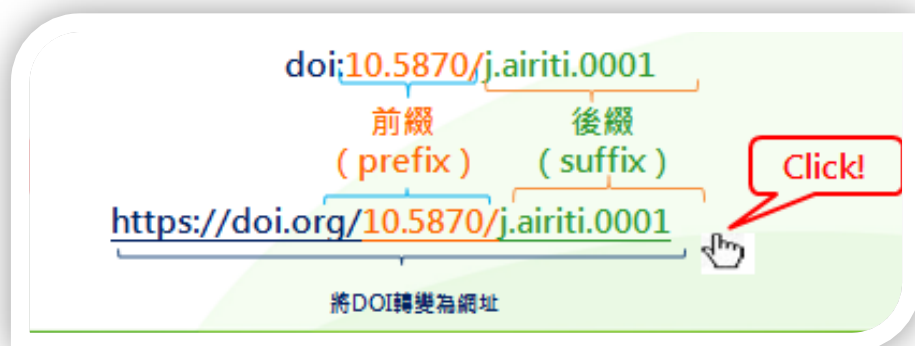 doi:10.5870/j.airiti.0001
前綴 後綴
( prefix ) ( suffix )
Click!
https://doi.org/10.5870/j.airiti.0001
將DOI轉變為網址